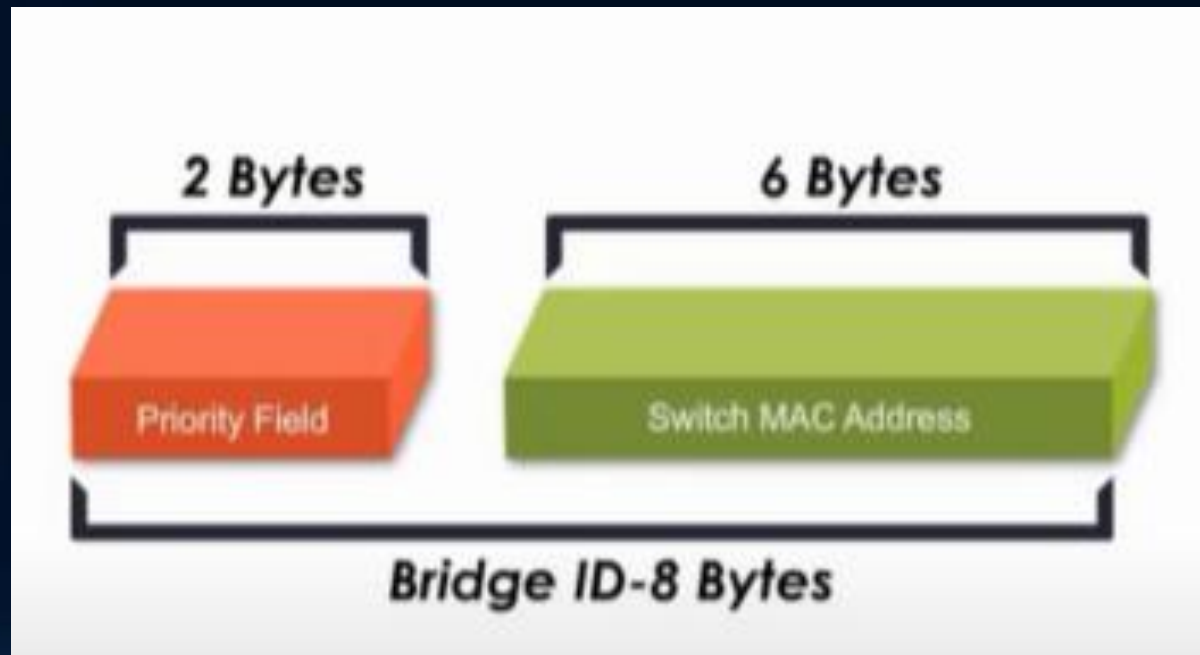 2 Bytes
6 Bytes
Priority Field
Switch MAC Address
Bridge ID-8 Bytes